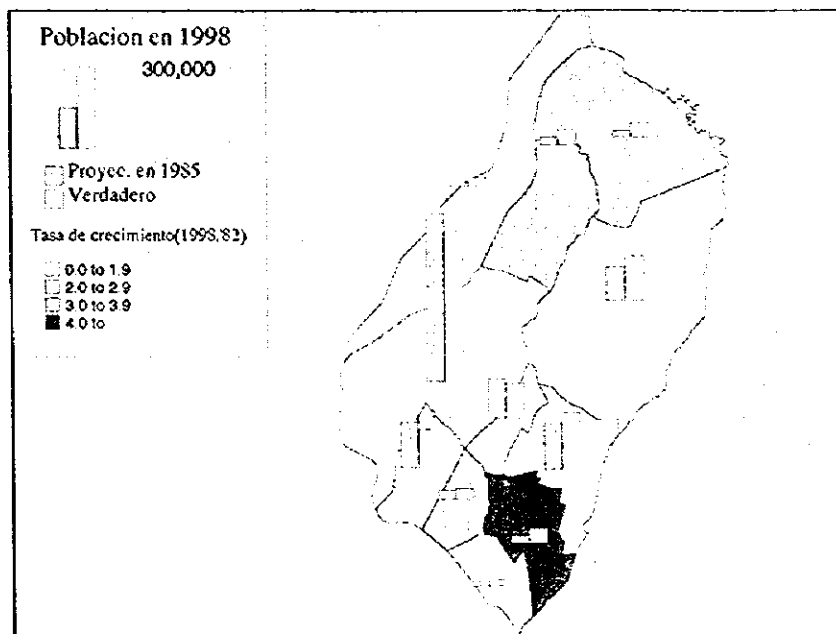 Poblacion en 1998
300,000
Proyec. en 1985
Verdadero
Tasa de crecimiento(1998/82)
0.0 to 1.9
2.0 to 2.9
3.0 to 3.9
4.0 to